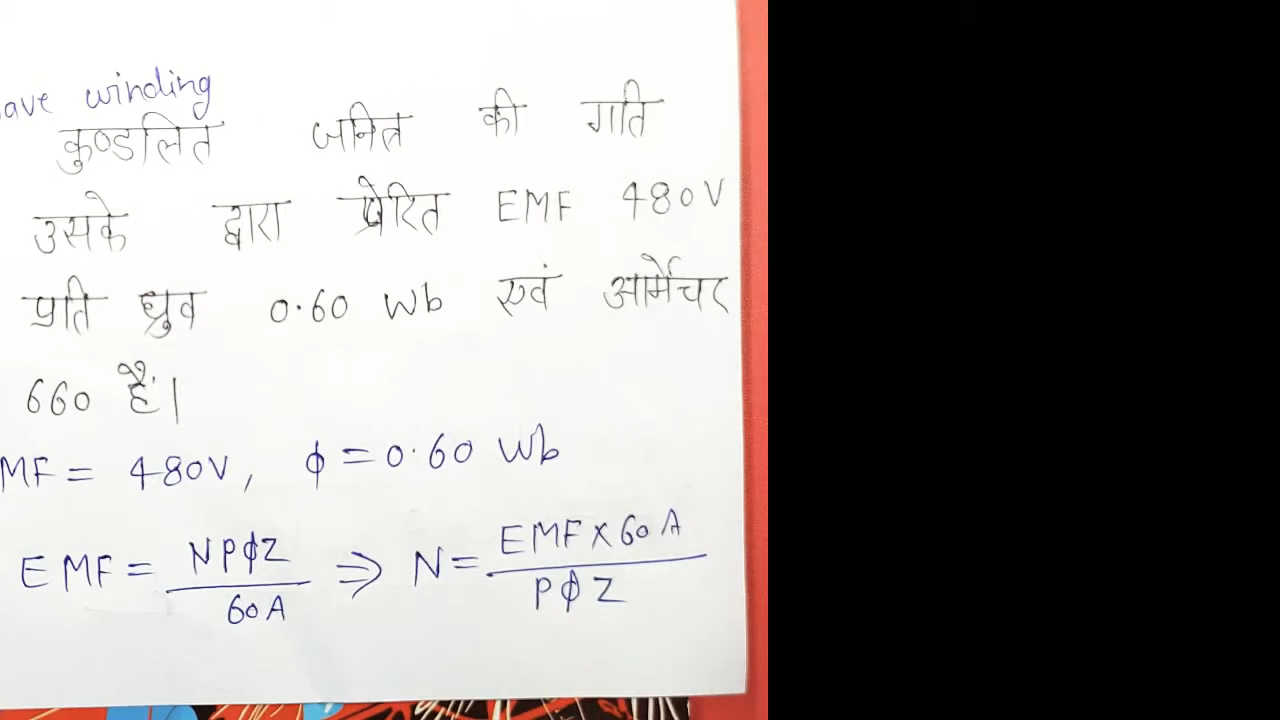 ave winding
कुण्डलित जनित्र की गति
उसके द्वारा प्रेरित EMF 480V
प्रति ध्रुव 0.60 Wb एवं आर्मेचर
660 हैं।
MF = 480V, ϕ = 0.60 Wb
EMF = NPϕZ / 60A ⇒ N = EMF × 60A / PϕZ